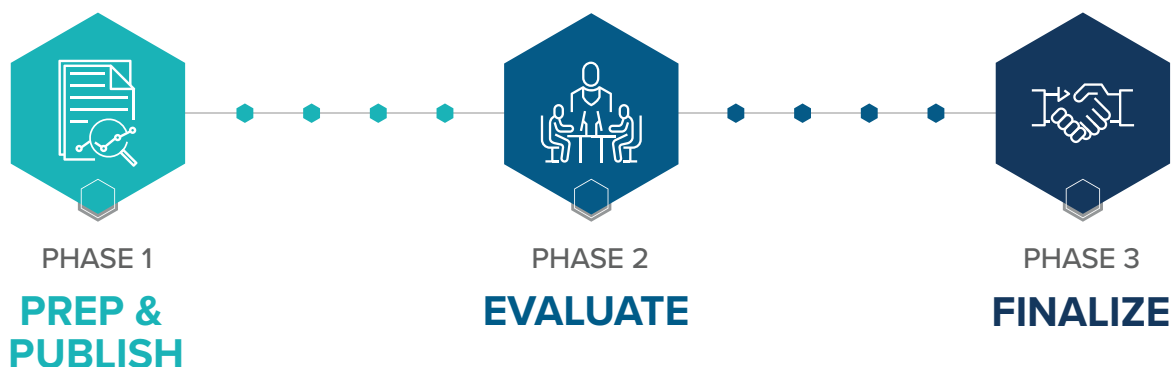 PHASE 1
PREP &
PUBLISH
PHASE 2
EVALUATE
PHASE 3
FINALIZE